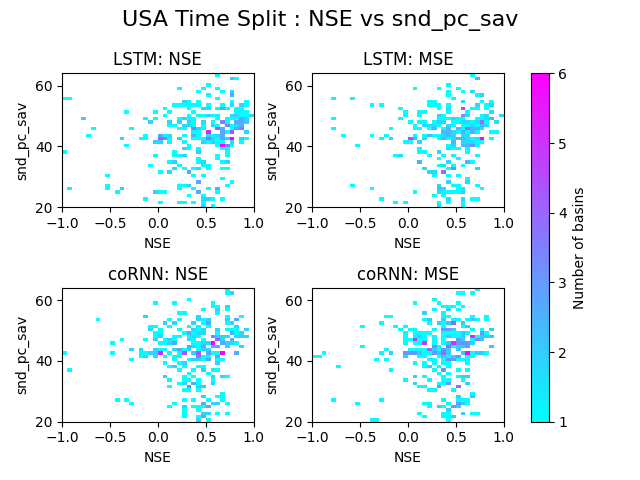 USA Time Split : NSE vs snd_pc_sav
LSTM: NSE
LSTM: MSE
60
40
20
snd_pc_sav
−1.0 −0.5 0.0 0.5 1.0
NSE
60
40
20
snd_pc_sav
−1.0 −0.5 0.0 0.5 1.0
NSE
coRNN: NSE
coRNN: MSE
60
40
20
snd_pc_sav
−1.0 −0.5 0.0 0.5 1.0
NSE
60
40
20
snd_pc_sav
−1.0 −0.5 0.0 0.5 1.0
NSE
6
5
4
3
2
1
Number of basins